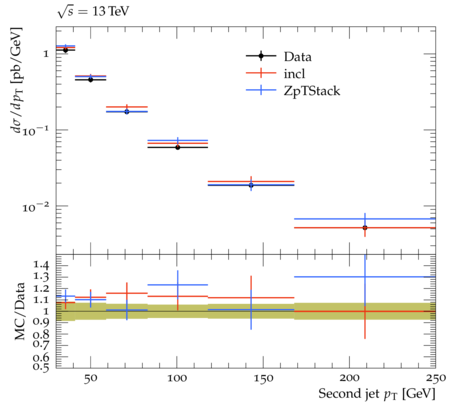 √s = 13 TeV
dσ/dp_T [pb/GeV]
1
10⁻¹
10⁻²
Data
incl
ZpTStack
MC/Data
1.4
1.3
1.2
1.1
1
0.9
0.8
0.7
0.6
0.5
50 100 150 200 250
Second jet p_T [GeV]